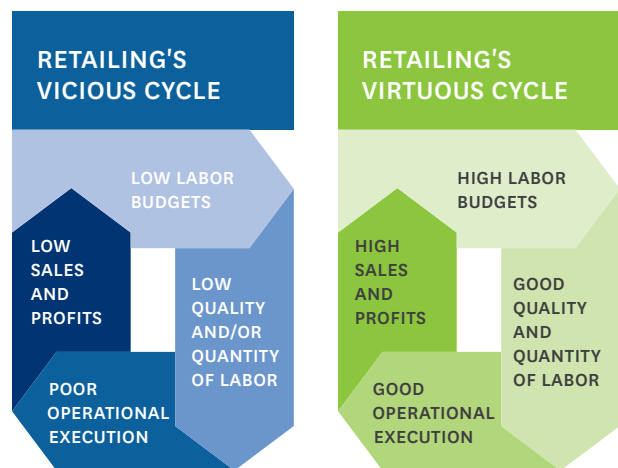 RETAILING'S
VICIOUS CYCLE
LOW LABOR
BUDGETS
LOW
QUALITY
AND/OR
QUANTITY
OF LABOR
POOR
OPERATIONAL
EXECUTION
LOW
SALES
AND
PROFITS
RETAILING'S
VIRTUOUS CYCLE
HIGH LABOR
BUDGETS
GOOD
QUALITY
AND
QUANTITY
OF LABOR
GOOD
OPERATIONAL
EXECUTION
HIGH
SALES
AND
PROFITS